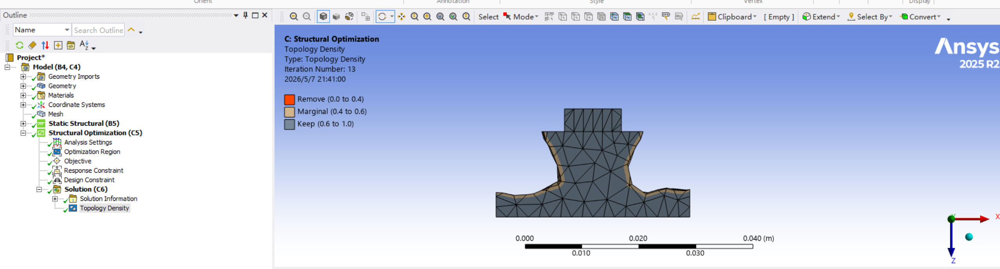 Orient
Annotation
Style
Vertex
Display
Outline
Name
Search Outline
Select
Mode
Clipboard
[ Empty ]
Extend
Select By
Convert
Project*
Model (B4, C4)
Geometry Imports
Geometry
Materials
Coordinate Systems
Mesh
Static Structural (B5)
Structural Optimization (C5)
Analysis Settings
Optimization Region
Objective
Response Constraint
Design Constraint
Solution (C6)
Solution Information
Topology Density
C: Structural Optimization
Topology Density
Type: Topology Density
Iteration Number: 13
2026/5/7 21:41:00
Remove (0.0 to 0.4)
Marginal (0.4 to 0.6)
Keep (0.6 to 1.0)
Ansys
2025 R2
0.000
0.020
0.040 (m)
0.010
0.030
Y
X
Z